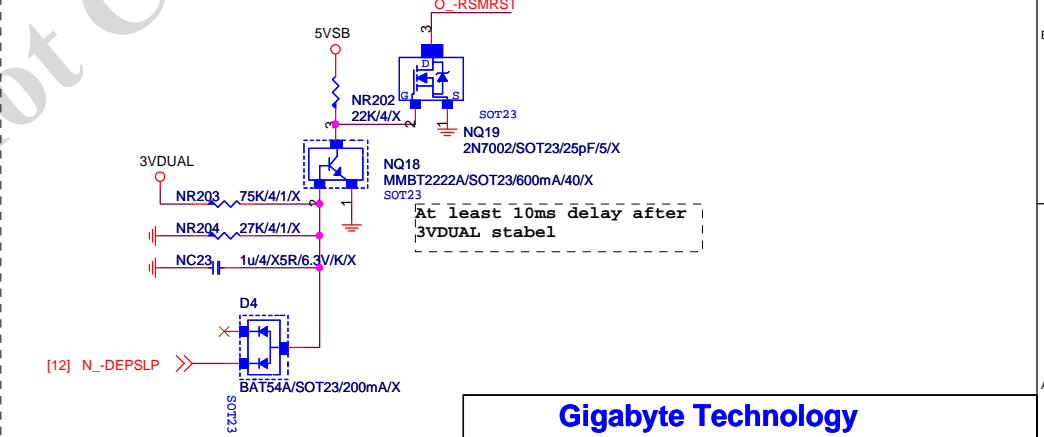 O_-RSMRST
5VSB
3
D
G
S
NR202
22K/4/X
3
2
1
SOT23
NQ19
2N7002/SOT23/25pF/5/X
3VDUAL
NQ18
MMBT2222A/SOT23/600mA/40/X
SOT23
NR203 75K/4/1/X
2
1
At least 10ms delay after
3VDUAL stabel
NR204 27K/4/1/X
NC23 1u/4/X5R/6.3V/K/X
D4
[12] N_-DEPSLP
BAT54A/SOT23/200mA/X
SOT23
Gigabyte Technology